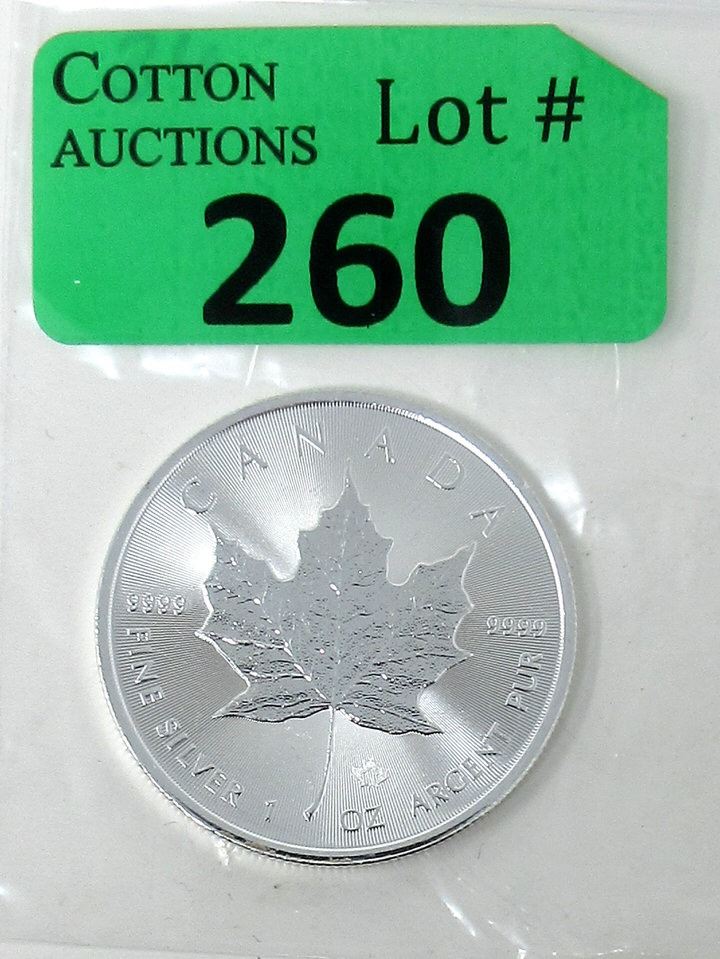 COTTON
AUCTIONS
Lot #
260
CANADA
9999
9999
FINE SILVER 1 OZ ARGENT PUR